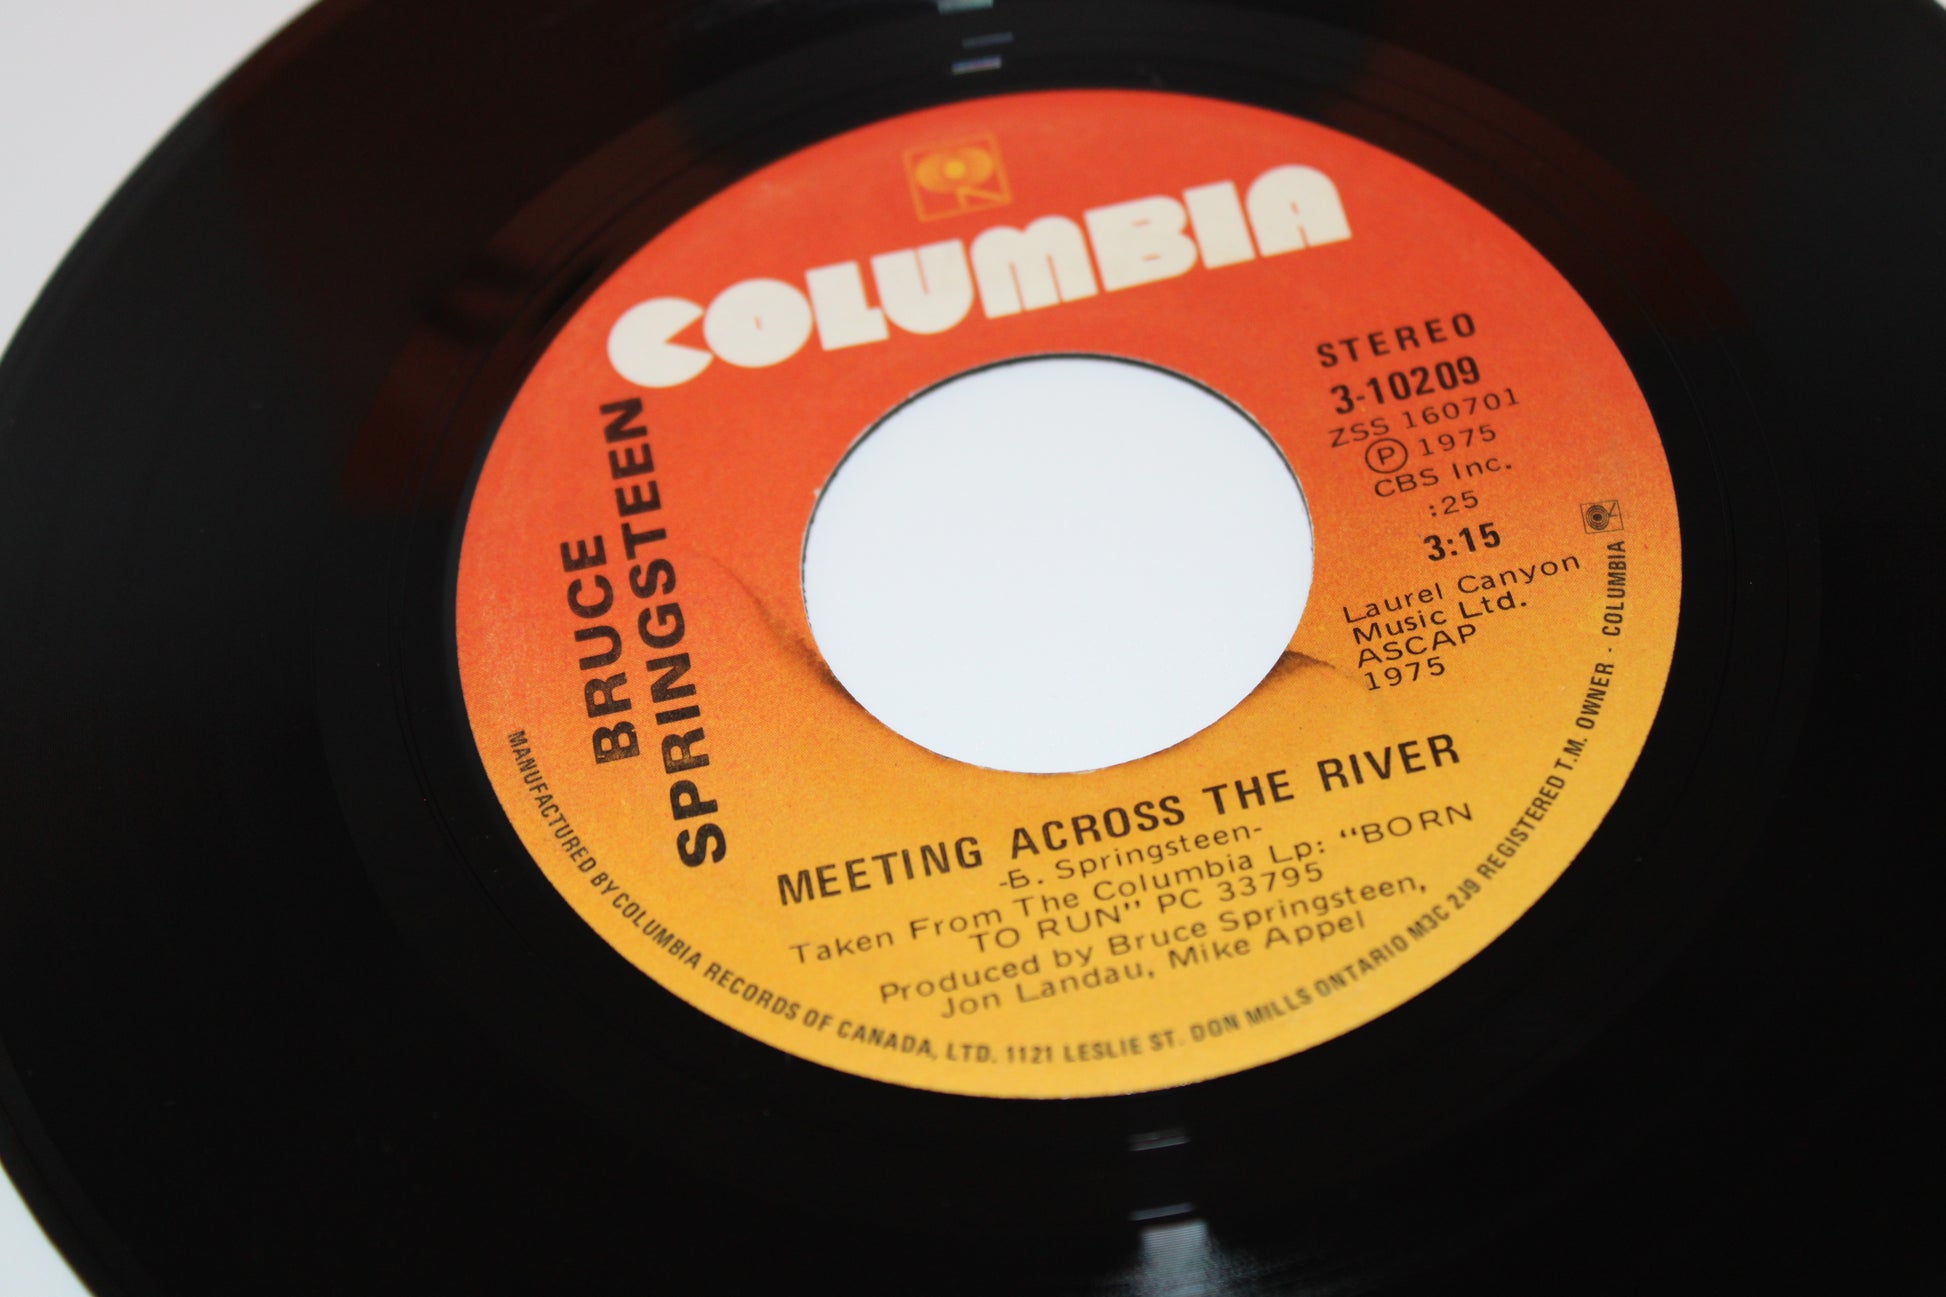 COLUMBIA
BRUCE
SPRINGSTEEN
STEREO
3-10209
ZSS 160701
Ⓟ 1975
CBS Inc.
:25
3:15
Laurel Canyon
Music Ltd.
ASCAP
1975
MEETING ACROSS THE RIVER
-B. Springsteen-
Taken From The Columbia Lp: "BORN
TO RUN" PC 33795
Produced by Bruce Springsteen,
Jon Landau, Mike Appel
MANUFACTURED BY COLUMBIA RECORDS OF CANADA, LTD. 1121 LESLIE ST. DON MILLS ONTARIO M3C 2J9 REGISTERED T.M. OWNER · COLUMBIA